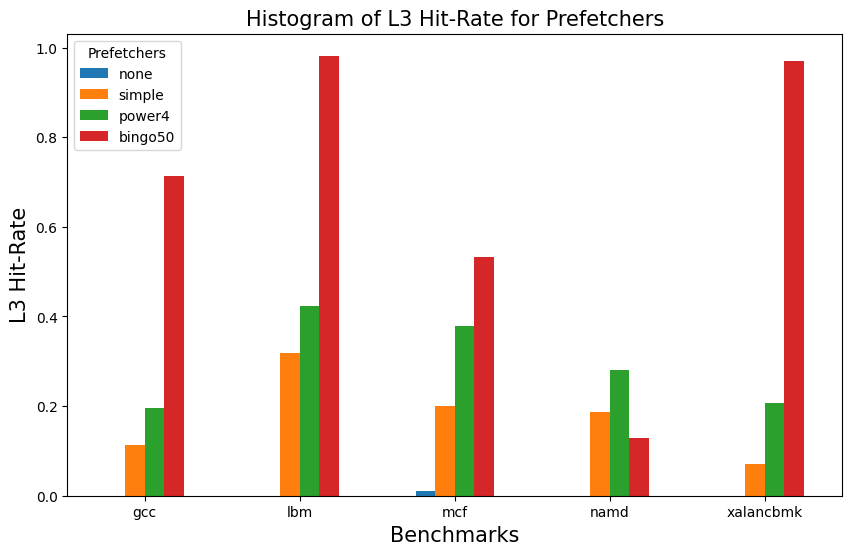 Histogram of L3 Hit-Rate for Prefetchers
Prefetchers
none
simple
power4
bingo50
L3 Hit-Rate
1.0
0.8
0.6
0.4
0.2
0.0
gcc lbm mcf namd xalancbmk
Benchmarks